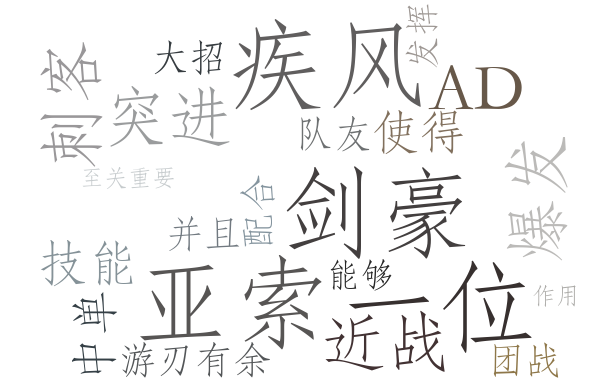 疾风
发挥
大招
刺客
突进
AD
队友
使得
至关重要
爆发
剑豪
配合
并且
技能
亚索
能够
一位
作用
中单
近战
游刃有余
团战